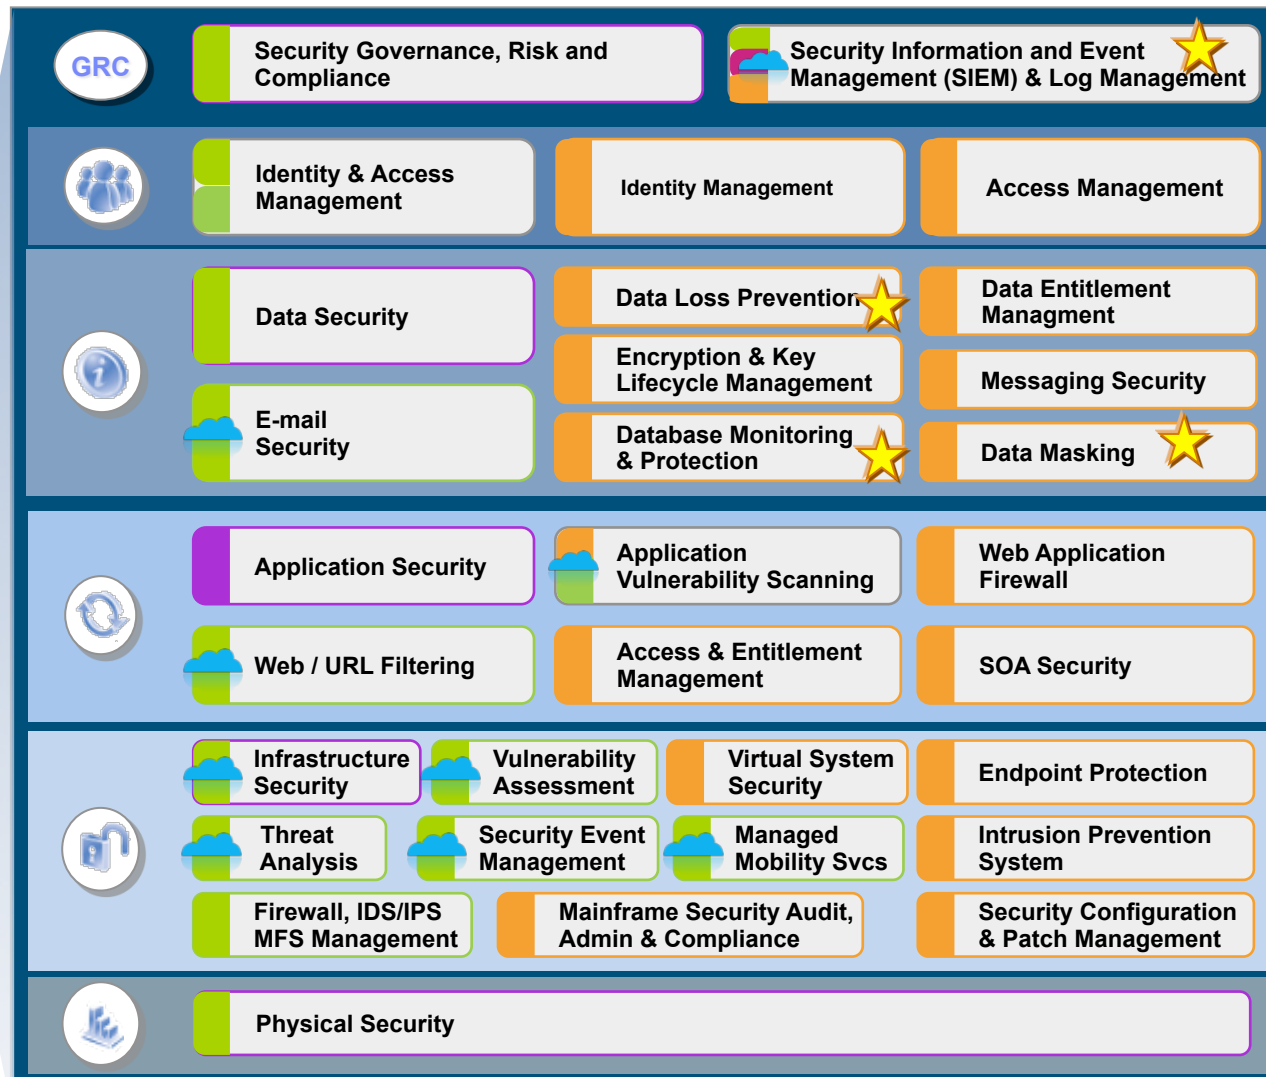 GRC
Security Governance, Risk and
Compliance
Security Information and Event
Management (SIEM) & Log Management
Identity & Access
Management
Identity Management
Access Management
Data Security
Data Loss Prevention
Data Entitlement
Managment
Encryption & Key
Lifecycle Management
Messaging Security
E-mail
Security
Database Monitoring
& Protection
Data Masking
Application Security
Application
Vulnerability Scanning
Web Application
Firewall
Web / URL Filtering
Access & Entitlement
Management
SOA Security
Infrastructure
Security
Vulnerability
Assessment
Virtual System
Security
Endpoint Protection
Threat
Analysis
Security Event
Management
Managed
Mobility Svcs
Intrusion Prevention
System
Firewall, IDS/IPS
MFS Management
Mainframe Security Audit,
Admin & Compliance
Security Configuration
& Patch Management
Physical Security